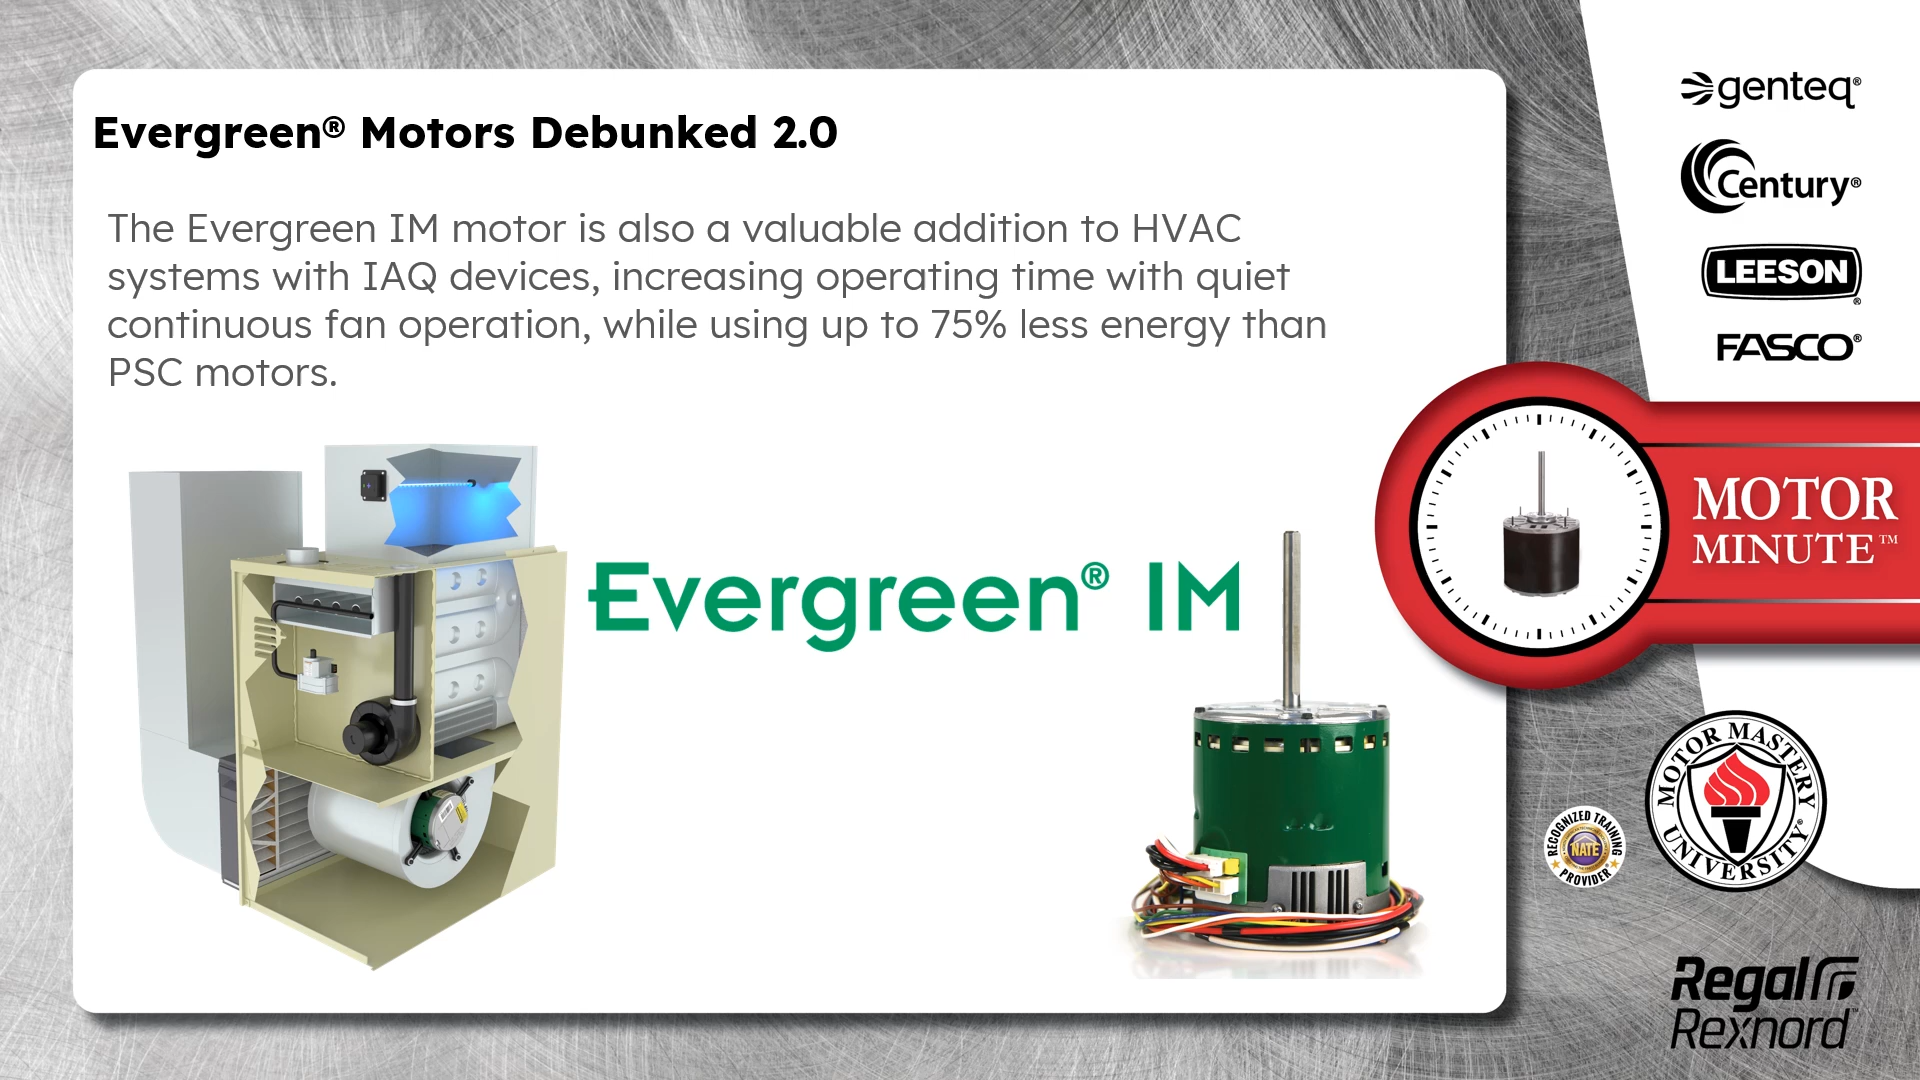 Evergreen® Motors Debunked 2.0
The Evergreen IM motor is also a valuable addition to HVAC
systems with IAQ devices, increasing operating time with quiet
continuous fan operation, while using up to 75% less energy than
PSC motors.
Evergreen® IM
genteq®
Century®
LEESON®
FASCO®
MOTOR
MINUTE™
MOTOR MASTERY
UNIVERSITY®
RECOGNIZED TRAINING
NATE
PROVIDER®
Regal
Rexnord™